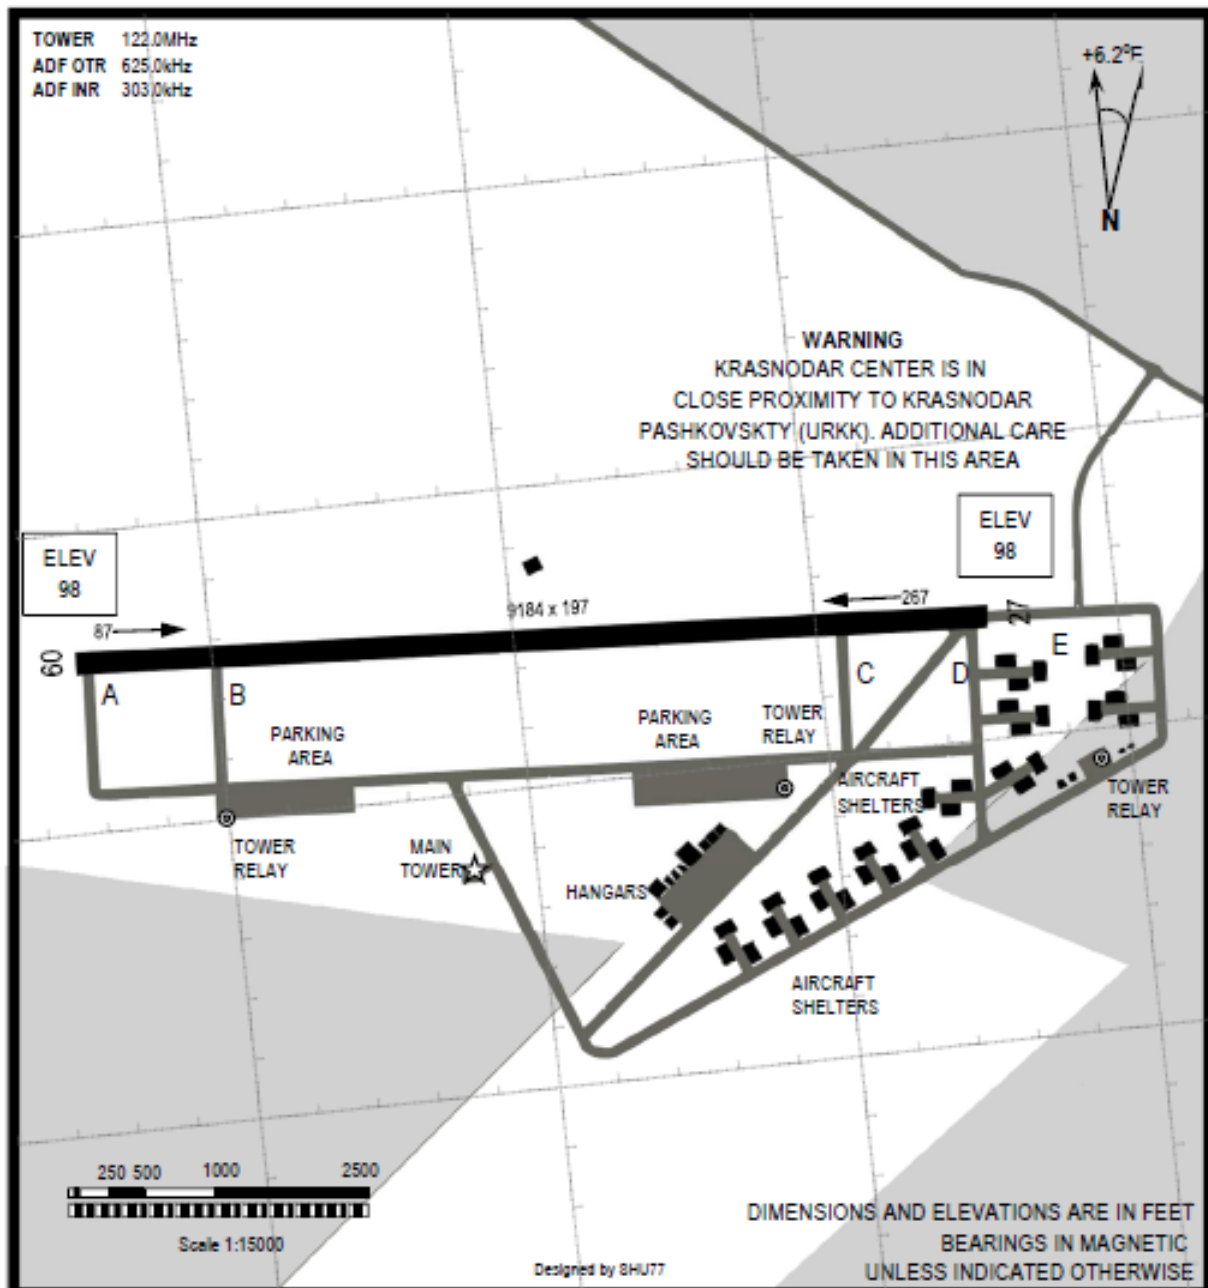 TOWER 122.0MHz
ADF OTR 625.0kHz
ADF INR 303.0kHz
+6.2ºE
N
WARNING
KRASNODAR CENTER IS IN
CLOSE PROXIMITY TO KRASNODAR
PASHKOVSKTY (URKK). ADDITIONAL CARE
SHOULD BE TAKEN IN THIS AREA
ELEV
98
ELEV
98
87
9184 x 197
267
09
27
A
B
C
D
E
PARKING
AREA
PARKING
AREA
TOWER
RELAY
AIRCRAFT
SHELTERS
TOWER
RELAY
TOWER
RELAY
MAIN
TOWER
HANGARS
AIRCRAFT
SHELTERS
250 500 1000 2500
Scale 1:15000
Designed by SHU77
DIMENSIONS AND ELEVATIONS ARE IN FEET
BEARINGS IN MAGNETIC
UNLESS INDICATED OTHERWISE